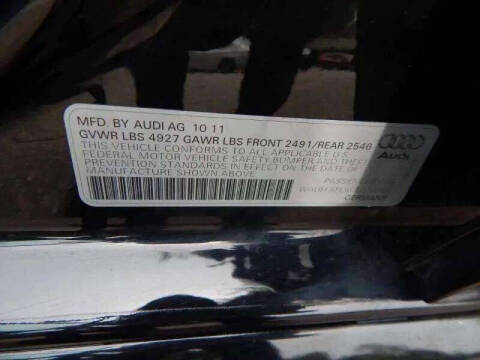 MFD. BY AUDI AG 10 11
GVWR LBS 4927 GAWR LBS FRONT 2491/REAR 2546
THIS VEHICLE CONFORMS TO ALL APPLICABLE U.S.
FEDERAL MOTOR VEHICLE SAFETY, BUMPER AND THEFT
PREVENTION STANDARDS IN EFFECT ON THE DATE OF
MANUFACTURE SHOWN ABOVE.
Audi
PASSENGER
GERMANY